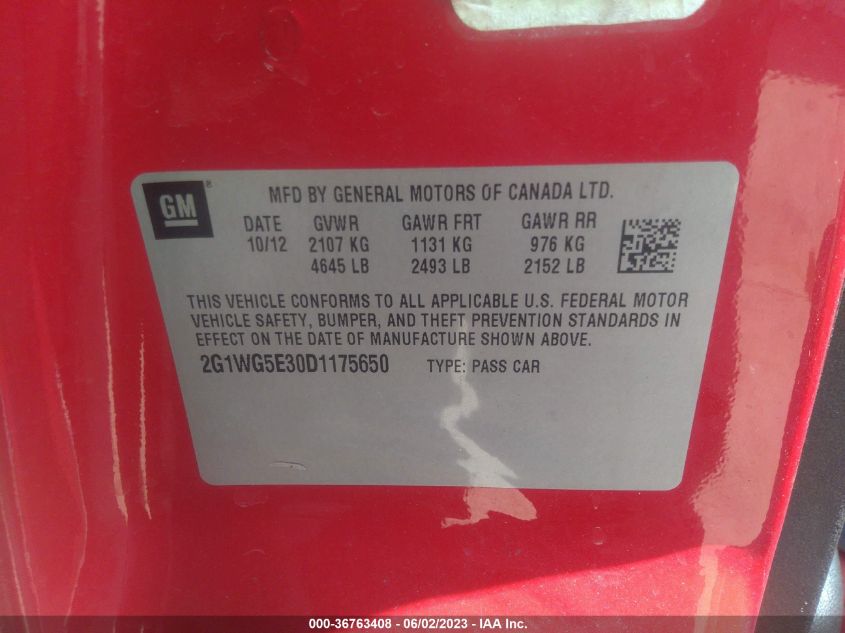 GM®
MFD BY GENERAL MOTORS OF CANADA LTD.
DATE GVWR GAWR FRT GAWR RR
10/12 2107 KG 1131 KG 976 KG
4645 LB 2493 LB 2152 LB
THIS VEHICLE CONFORMS TO ALL APPLICABLE U.S. FEDERAL MOTOR
VEHICLE SAFETY, BUMPER, AND THEFT PREVENTION STANDARDS IN
EFFECT ON THE DATE OF MANUFACTURE SHOWN ABOVE.
2G1WG5E30D1175650 TYPE: PASS CAR
000-36763408 - 06/02/2023 - IAA Inc.